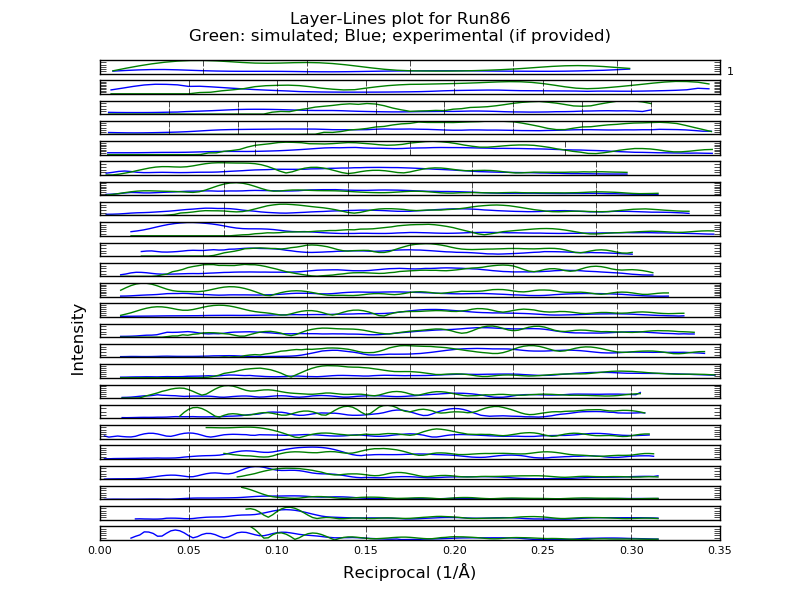 Layer-Lines plot for Run86
Green: simulated; Blue; experimental (if provided)
1
Intensity
0.00 0.05 0.10 0.15 0.20 0.25 0.30 0.35
Reciprocal (1/Å)